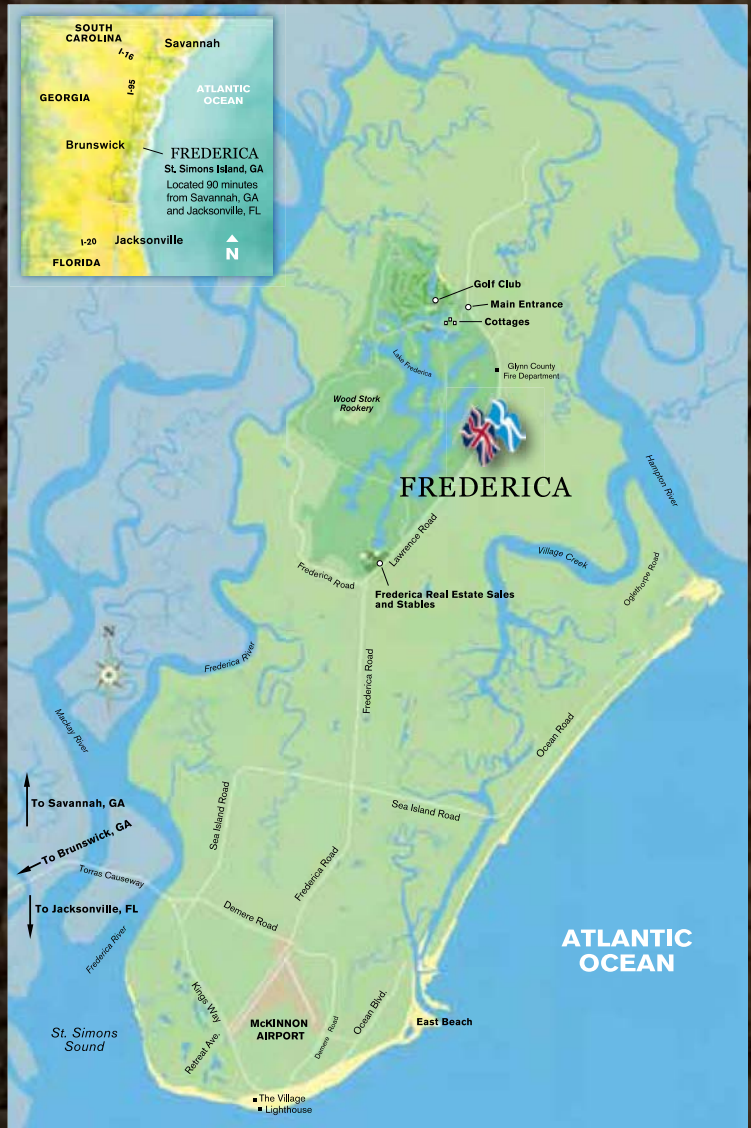 SOUTH
CAROLINA
I-16
Savannah
I-95
ATLANTIC
OCEAN
GEORGIA
Brunswick
FREDERICA
St. Simons Island, GA
Located 90 minutes
from Savannah, GA
and Jacksonville, FL
I-20
Jacksonville
N
FLORIDA
Golf Club
Main Entrance
Cottages
Lake Frederica
Glynn County
Fire Department
Wood Stork
Rookery
FREDERICA
Hampton River
Lawrence Road
Village Creek
Frederica Road
Oglethorpe Road
Frederica Real Estate Sales
and Stables
N
Frederica River
Frederica Road
Mackay River
Ocean Road
To Savannah, GA
Sea Island Road
Sea Island Road
To Brunswick, GA
Torras Causeway
Frederica Road
To Jacksonville, FL
Demere Road
Frederica River
ATLANTIC
OCEAN
Kings Way
McKINNON
AIRPORT
Demere Road
Ocean Blvd.
East Beach
St. Simons
Sound
Retreat Ave.
The Village
Lighthouse